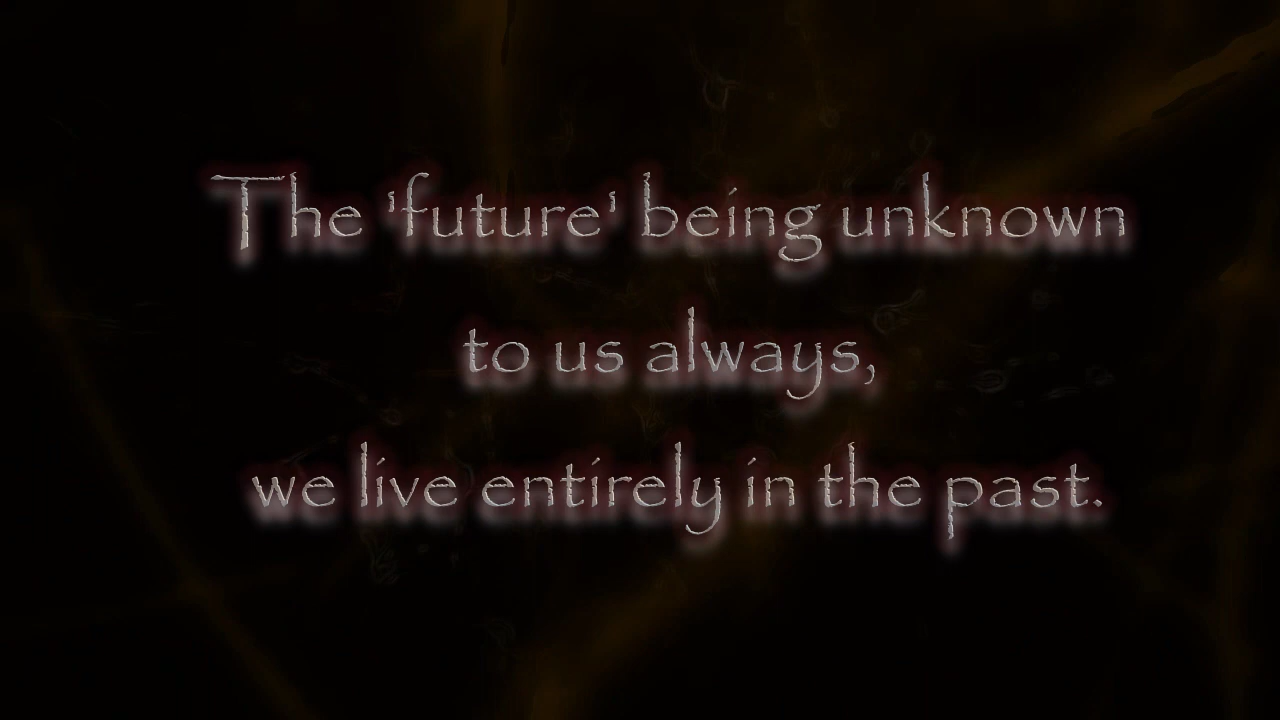 The 'future' being unknown
to us always,
we live entirely in the past.